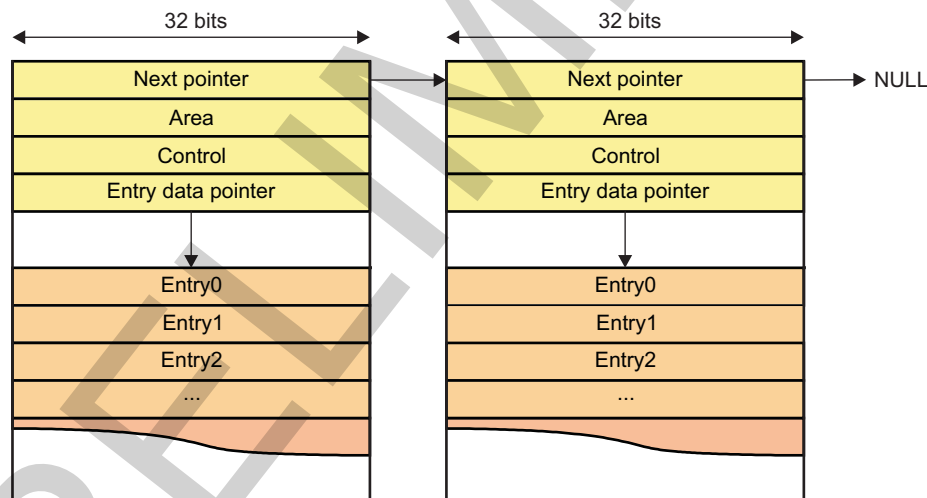 32 bits
32 bits
Next pointer
Next pointer
NULL
Area
Area
Control
Control
Entry data pointer
Entry data pointer
Entry0
Entry0
Entry1
Entry1
Entry2
Entry2
...
...